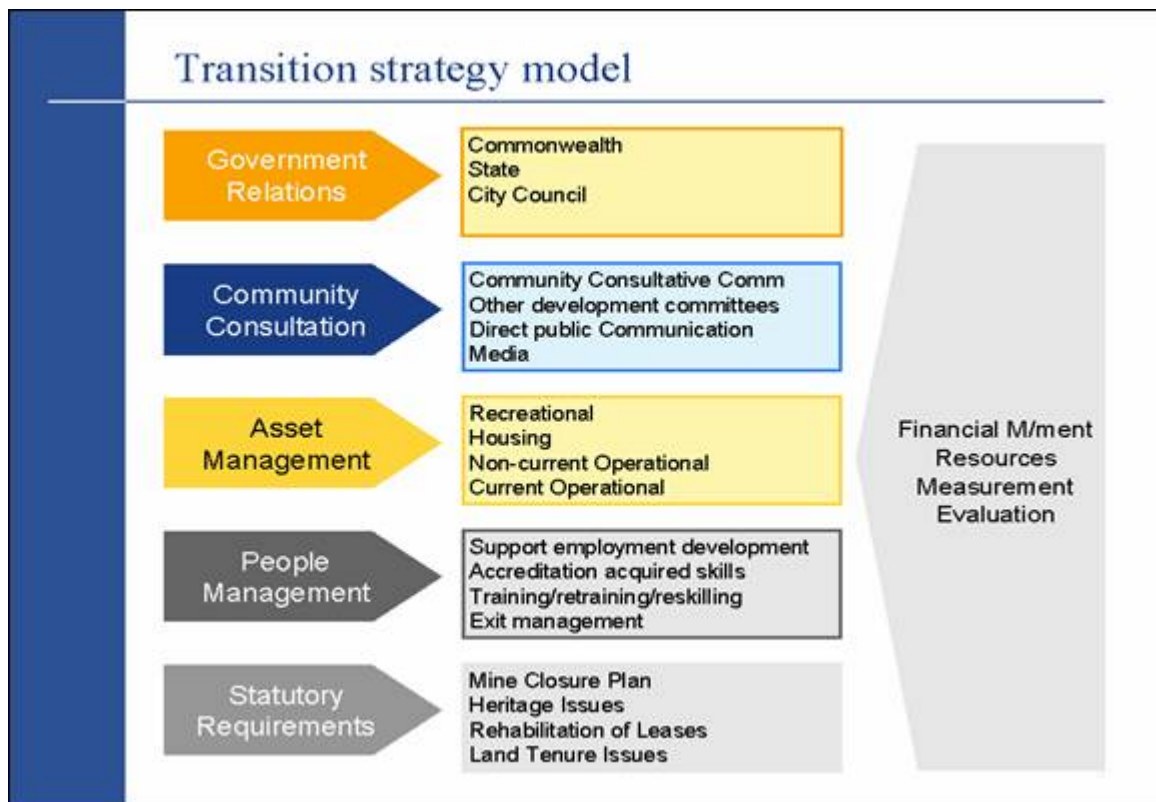 Transition strategy model
Government
Relations
Commonwealth
State
City Council
Community
Consultation
Community Consultative Comm
Other development committees
Direct public Communication
Media
Asset
Management
Recreational
Housing
Non-current Operational
Current Operational
People
Management
Support employment development
Accreditation acquired skills
Training/retraining/reskilling
Exit management
Statutory
Requirements
Mine Closure Plan
Heritage Issues
Rehabilitation of Leases
Land Tenure Issues
Financial M/ment
Resources
Measurement
Evaluation